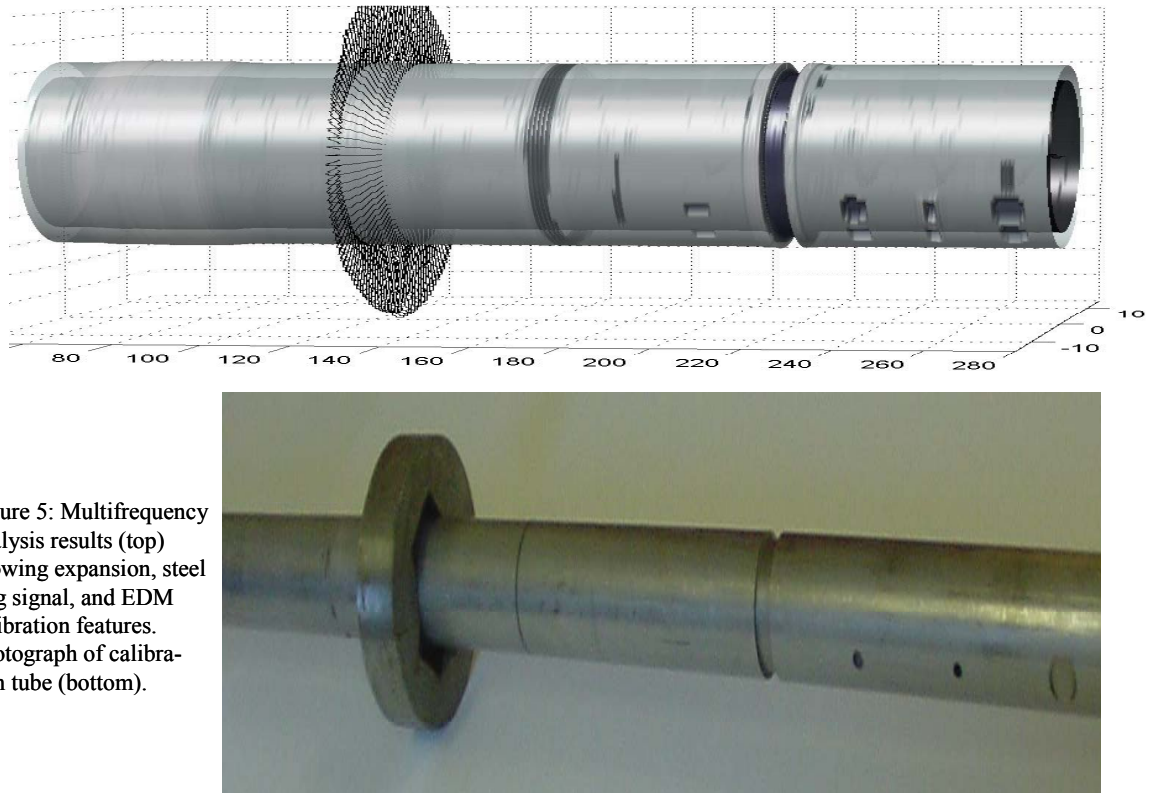 10
0
-10
80 100 120 140 160 180 200 220 240 260 280
ure 5: Multifrequency
alysis results (top)
owing expansion, steel
g signal, and EDM
ibration features.
otograph of calibra-
n tube (bottom).